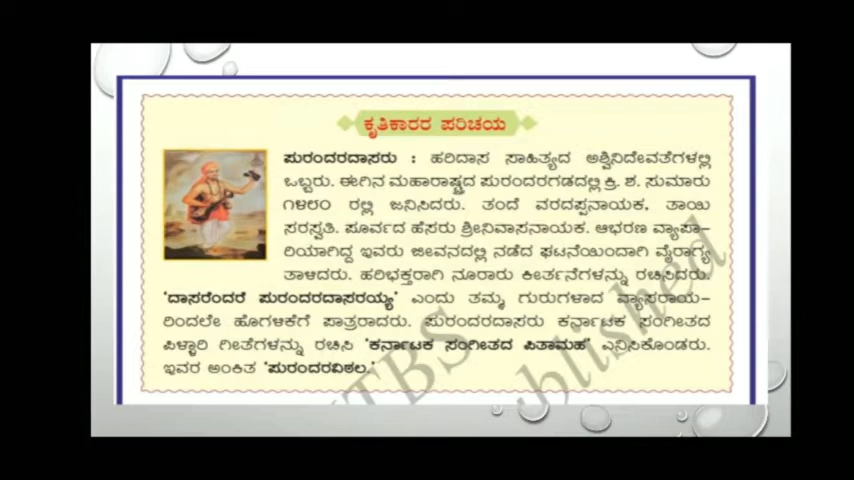 ಕೃತಿಕಾರರ ಪರಿಚಯ
ಪುರಂದರದಾಸರು : ಹರಿದಾಸ ಸಾಹಿತ್ಯದ ಅಶ್ವಿನಿದೇವತೆಗಳಲ್ಲಿ
ಒಬ್ಬರು. ಈಗಿನ ಮಹಾರಾಷ್ಟ್ರದ ಪುರಂದರಗಡದಲ್ಲಿ ಕ್ರಿ. ಶ. ಸುಮಾರು
೧೪೮೦ ರಲ್ಲಿ ಜನಿಸಿದರು. ತಂದೆ ವರದಪ್ಪನಾಯಕ, ತಾಯಿ
ಸರಸ್ವತಿ. ಪೂರ್ವದ ಹೆಸರು ಶ್ರೀನಿವಾಸನಾಯಕ. ಆಭರಣ ವ್ಯಾಪಾ-
ರಿಯಾಗಿದ್ದ ಇವರು ಜೀವನದಲ್ಲಿ ನಡೆದ ಘಟನೆಯಿಂದಾಗಿ ವೈರಾಗ್ಯ
ತಾಳಿದರು. ಹರಿಭಕ್ತರಾಗಿ ನೂರಾರು ಕೀರ್ತನೆಗಳನ್ನು ರಚಿಸಿದರು.
'ದಾಸರೆಂದರೆ ಪುರಂದರದಾಸರಯ್ಯ' ಎಂದು ತಮ್ಮ ಗುರುಗಳಾದ ವ್ಯಾಸರಾಯ-
ರಿಂದಲೇ ಹೊಗಳಿಕೆಗೆ ಪಾತ್ರರಾದರು. ಪುರಂದರದಾಸರು ಕರ್ನಾಟಕ ಸಂಗೀತದ
ಪಿಳ್ಳಾರಿ ಗೀತೆಗಳನ್ನು ರಚಿಸಿ 'ಕರ್ನಾಟಕ ಸಂಗೀತದ ಪಿತಾಮಹ' ಎನಿಸಿಕೊಂಡರು.
ಇವರ ಅಂಕಿತ 'ಪುರಂದರವಿಠಲ.'